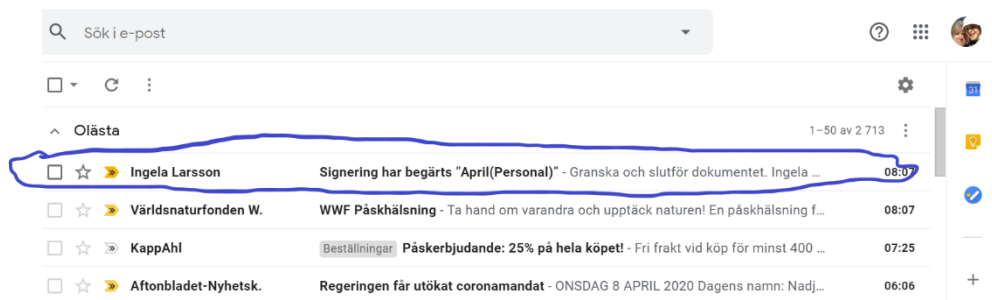 Sök i e-post
Olästa 1–50 av 2 713
Ingela Larsson Signering har begärts "April(Personal)" - Granska och slutför dokumentet. Ingela ... 08:07
Världsnaturfonden W. WWF Påskhälsning - Ta hand om varandra och upptäck naturen! En påskhälsning f... 08:07
KappAhl Beställningar Påskerbjudande: 25% på hela köpet! - Fri frakt vid köp för minst 400 ... 07:25
Aftonbladet-Nyhetsk. Regeringen får utökat coronamandat - ONSDAG 8 APRIL 2020 Dagens namn: Nadj... 06:06
31